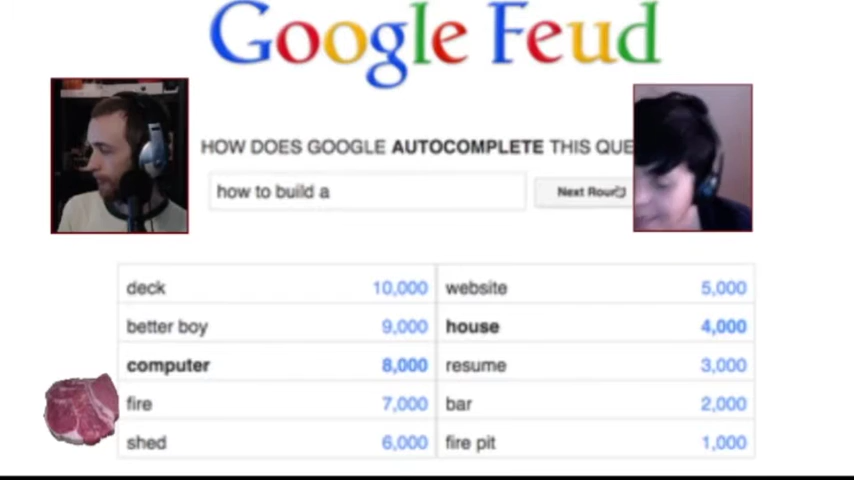 Google Feud
HOW DOES GOOGLE AUTOCOMPLETE THIS QUE
how to build a
Next Round
deck 10,000 website 5,000
better boy 9,000 house 4,000
computer 8,000 resume 3,000
fire 7,000 bar 2,000
shed 6,000 fire pit 1,000